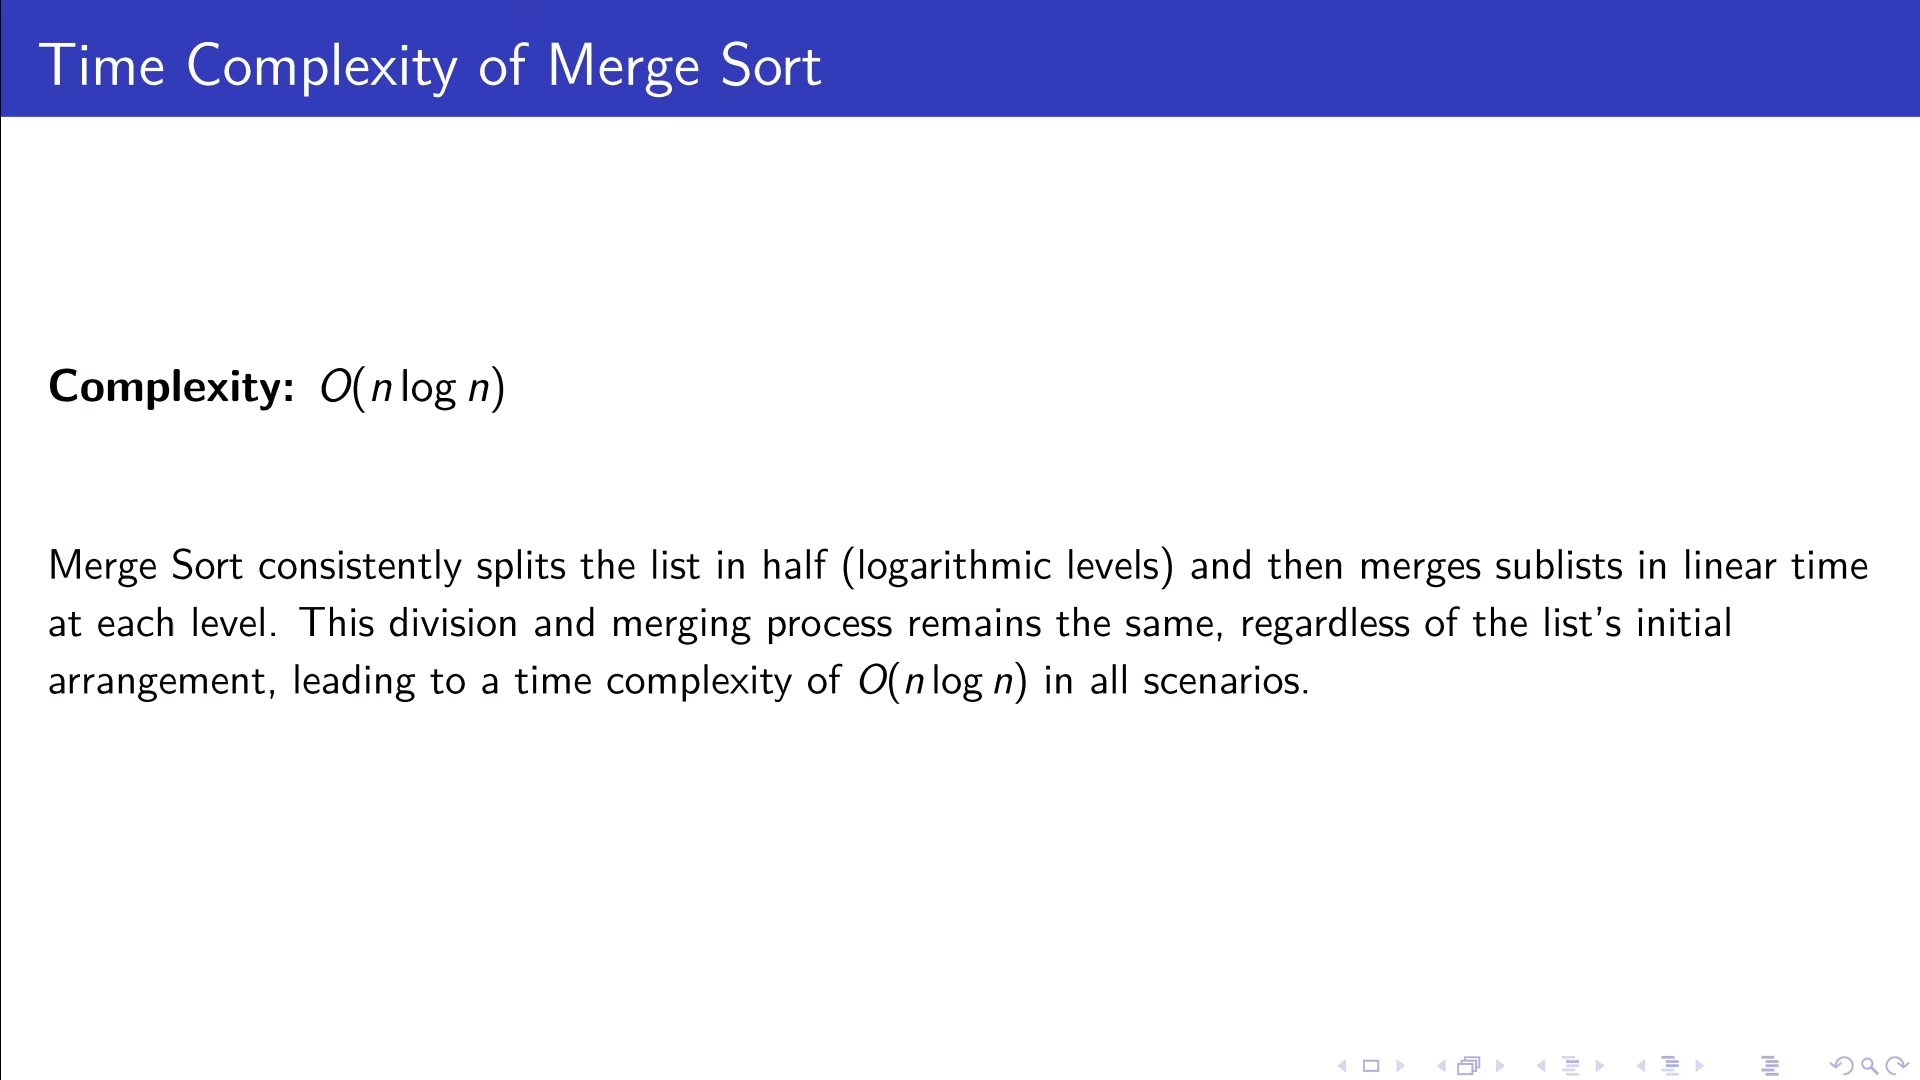 Time Complexity of Merge Sort
Complexity: O(n log n)
Merge Sort consistently splits the list in half (logarithmic levels) and then merges sublists in linear time
at each level. This division and merging process remains the same, regardless of the list’s initial
arrangement, leading to a time complexity of O(n log n) in all scenarios.